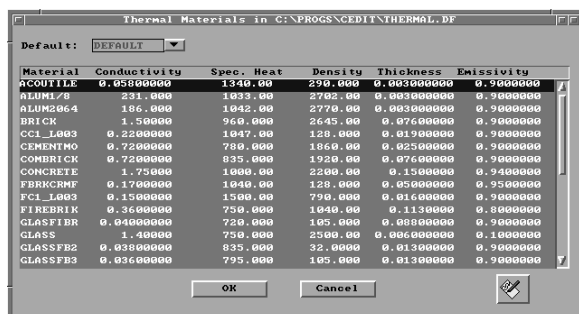 Thermal Materials in C:\PROGS\CEDIT\THERMAL.DF
Default: DEFAULT
Material Conductivity Spec. Heat Density Thickness Emissivity
ACOUTILE 0.05800000 1340.00 290.000 0.003000000 0.9000000
ALUM1/8 231.000 1033.00 2702.00 0.003000000 0.9000000
ALUM2064 186.000 1042.00 2770.00 0.003000000 0.9000000
BRICK 1.50000 960.000 2645.00 0.07600000 0.9000000
CC1_L003 0.2200000 1047.00 128.000 0.01900000 0.9000000
CEMENTMO 0.7200000 780.000 1860.00 0.02500000 0.9000000
COMBRICK 0.7200000 835.000 1920.00 0.07600000 0.9000000
CONCRETE 1.75000 1000.00 2200.00 0.1500000 0.9400000
FBRKCRMF 0.1700000 1040.00 128.000 0.05000000 0.9500000
FC1_L003 0.1500000 1500.00 790.000 0.01600000 0.9000000
FIREBRIK 0.3600000 750.000 1040.00 0.1130000 0.8000000
GLASFIBR 0.04000000 720.000 105.000 0.08800000 0.9000000
GLASS 1.40000 750.000 2500.00 0.006000000 0.1000000
GLASSFB2 0.03800000 835.000 32.0000 0.01300000 0.9000000
GLASSFB3 0.03600000 795.000 105.000 0.01300000 0.9000000
OK Cancel